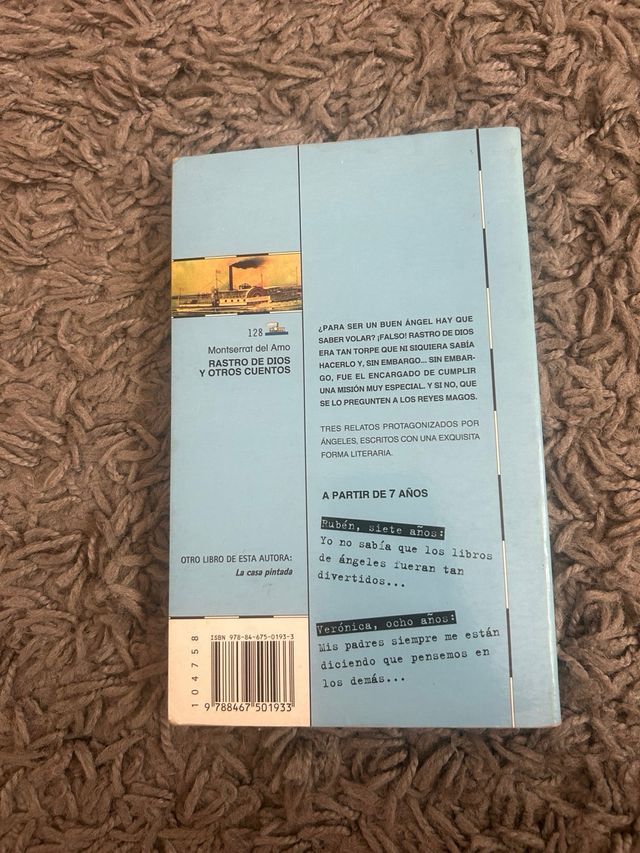 128
Montserrat del Amo
RASTRO DE DIOS
Y OTROS CUENTOS
OTRO LIBRO DE ESTA AUTORA:
La casa pintada
¿PARA SER UN BUEN ÁNGEL HAY QUE
SABER VOLAR? ¡FALSO! RASTRO DE DIOS
ERA TAN TORPE QUE NI SIQUIERA SABÍA
HACERLO Y, SIN EMBARGO... SIN EMBAR-
GO, FUE EL ENCARGADO DE CUMPLIR
UNA MISIÓN MUY ESPECIAL. Y SI NO, QUE
SE LO PREGUNTEN A LOS REYES MAGOS.
TRES RELATOS PROTAGONIZADOS POR
ÁNGELES, ESCRITOS CON UNA EXQUISITA
FORMA LITERARIA.
A PARTIR DE 7 AÑOS
Rubén, siete años:
Yo no sabía que los libros
de ángeles fueran tan
divertidos...
Verónica, ocho años:
Mis padres siempre me están
diciendo que pensemos en
los demás...
104758
ISBN 978-84-675-0193-3
9 788467 501933